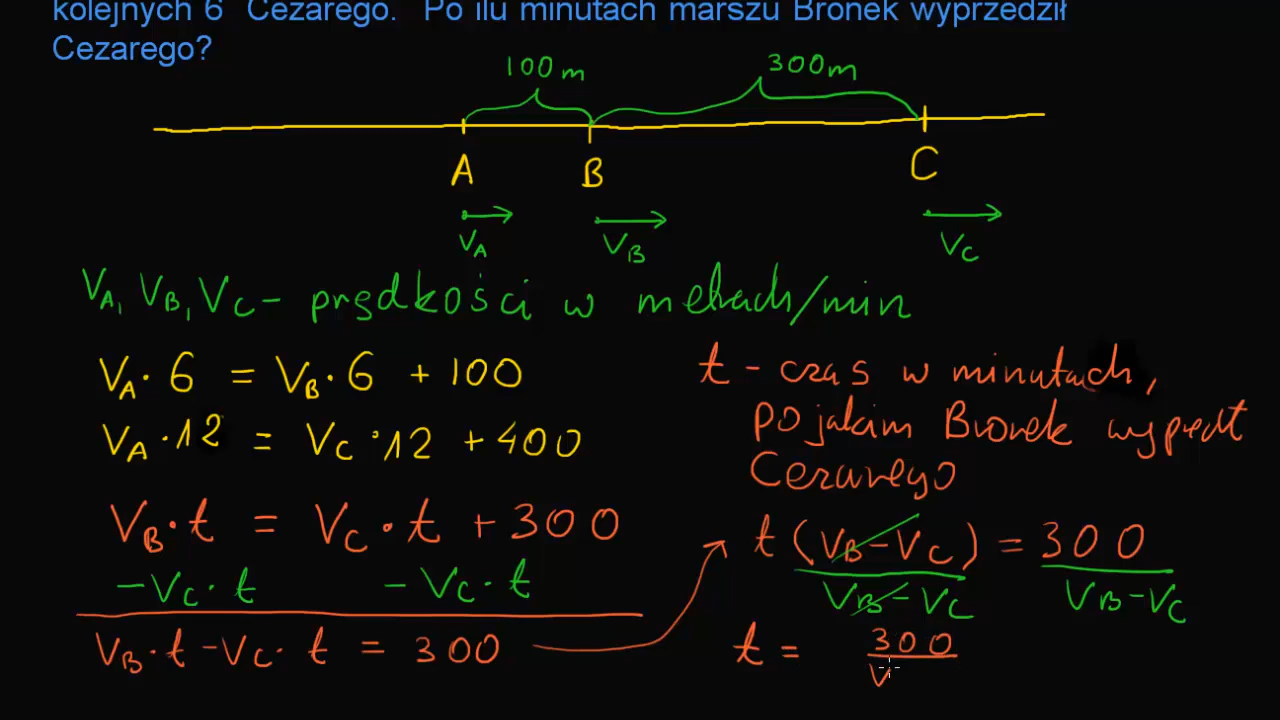 kolejnych 6 Cezarego. Po ilu minutach marszu Bronek wyprzedził
Cezarego?
100 m
300 m
A B C
VA VB VC
VA, VB, VC - prędkości w metrach/min
VA · 6 = VB · 6 + 100
VA · 12 = VC · 12 + 400
VB · t = VC · t + 300
- VC · t - VC · t
VB · t - VC · t = 300
t - czas w minutach,
po jakim Bronek
Cezarego
t (VB - VC) = 300
VB - VC VB - VC
t = 300
V